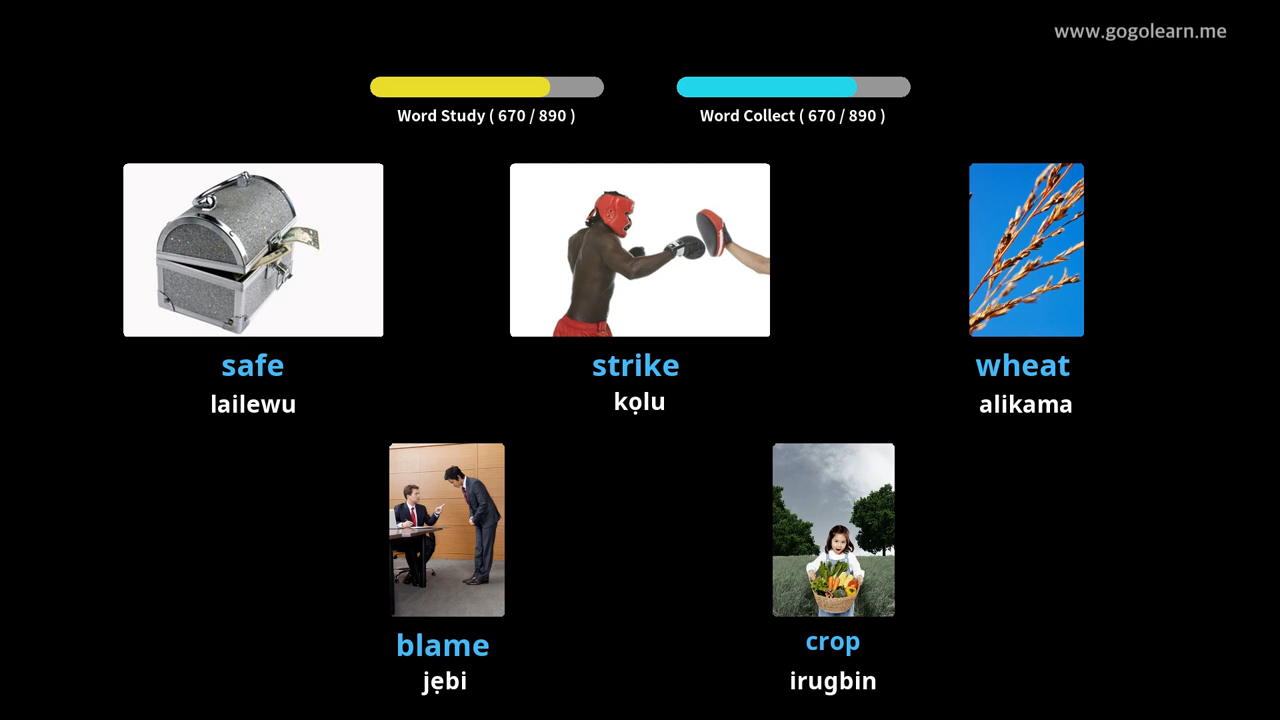 www.gogolearn.me
Word Study ( 670 / 890 )
Word Collect ( 670 / 890 )
safe
lailewu
strike
kọlu
wheat
alikama
blame
jẹbi
crop
irugbin